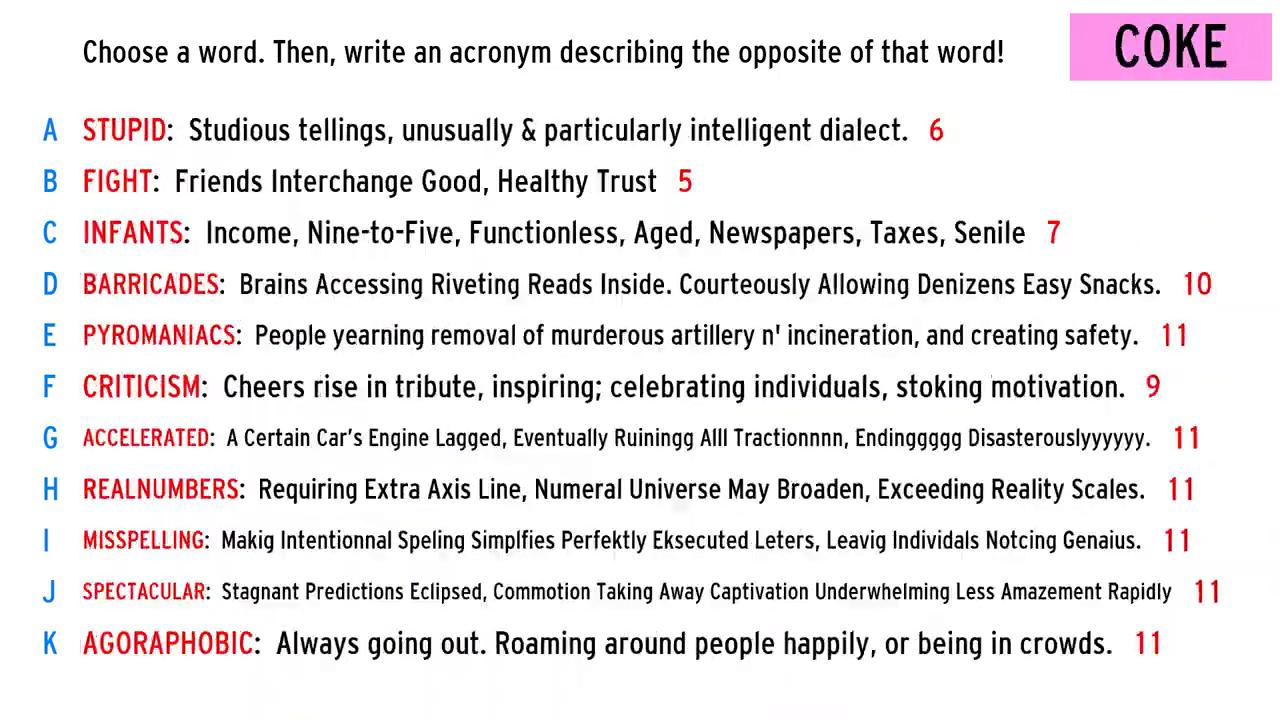 Choose a word. Then, write an acronym describing the opposite of that word!
COKE
A STUPID: Studious tellings, unusually & particularly intelligent dialect. 6
B FIGHT: Friends Interchange Good, Healthy Trust 5
C INFANTS: Income, Nine-to-Five, Functionless, Aged, Newspapers, Taxes, Senile 7
D BARRICADES: Brains Accessing Riveting Reads Inside. Courteously Allowing Denizens Easy Snacks. 10
E PYROMANIACS: People yearning removal of murderous artillery n' incineration, and creating safety. 11
F CRITICISM: Cheers rise in tribute, inspiring; celebrating individuals, stoking motivation. 9
G ACCELERATED: A Certain Car's Engine Lagged, Eventually Ruiningg Alll Tractionnnn, Endinggggg Disasterouslyyyyyy. 11
H REALNUMBERS: Requiring Extra Axis Line, Numeral Universe May Broaden, Exceeding Reality Scales. 11
I MISSPELLING: Makig Intentionnal Speling Simplfies Perfektly Eksecuted Leters, Leavig Individals Notcing Genaius. 11
J SPECTACULAR: Stagnant Predictions Eclipsed, Commotion Taking Away Captivation Underwhelming Less Amazement Rapidly 11
K AGORAPHOBIC: Always going out. Roaming around people happily, or being in crowds. 11